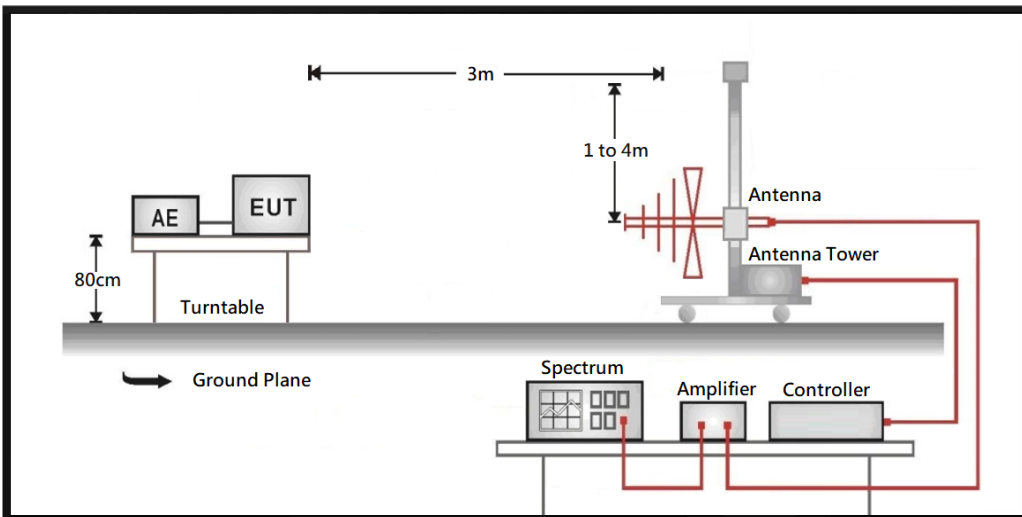 3m
1 to 4m
Antenna
AE
EUT
Antenna Tower
80cm
Turntable
Ground Plane
Spectrum
Amplifier
Controller